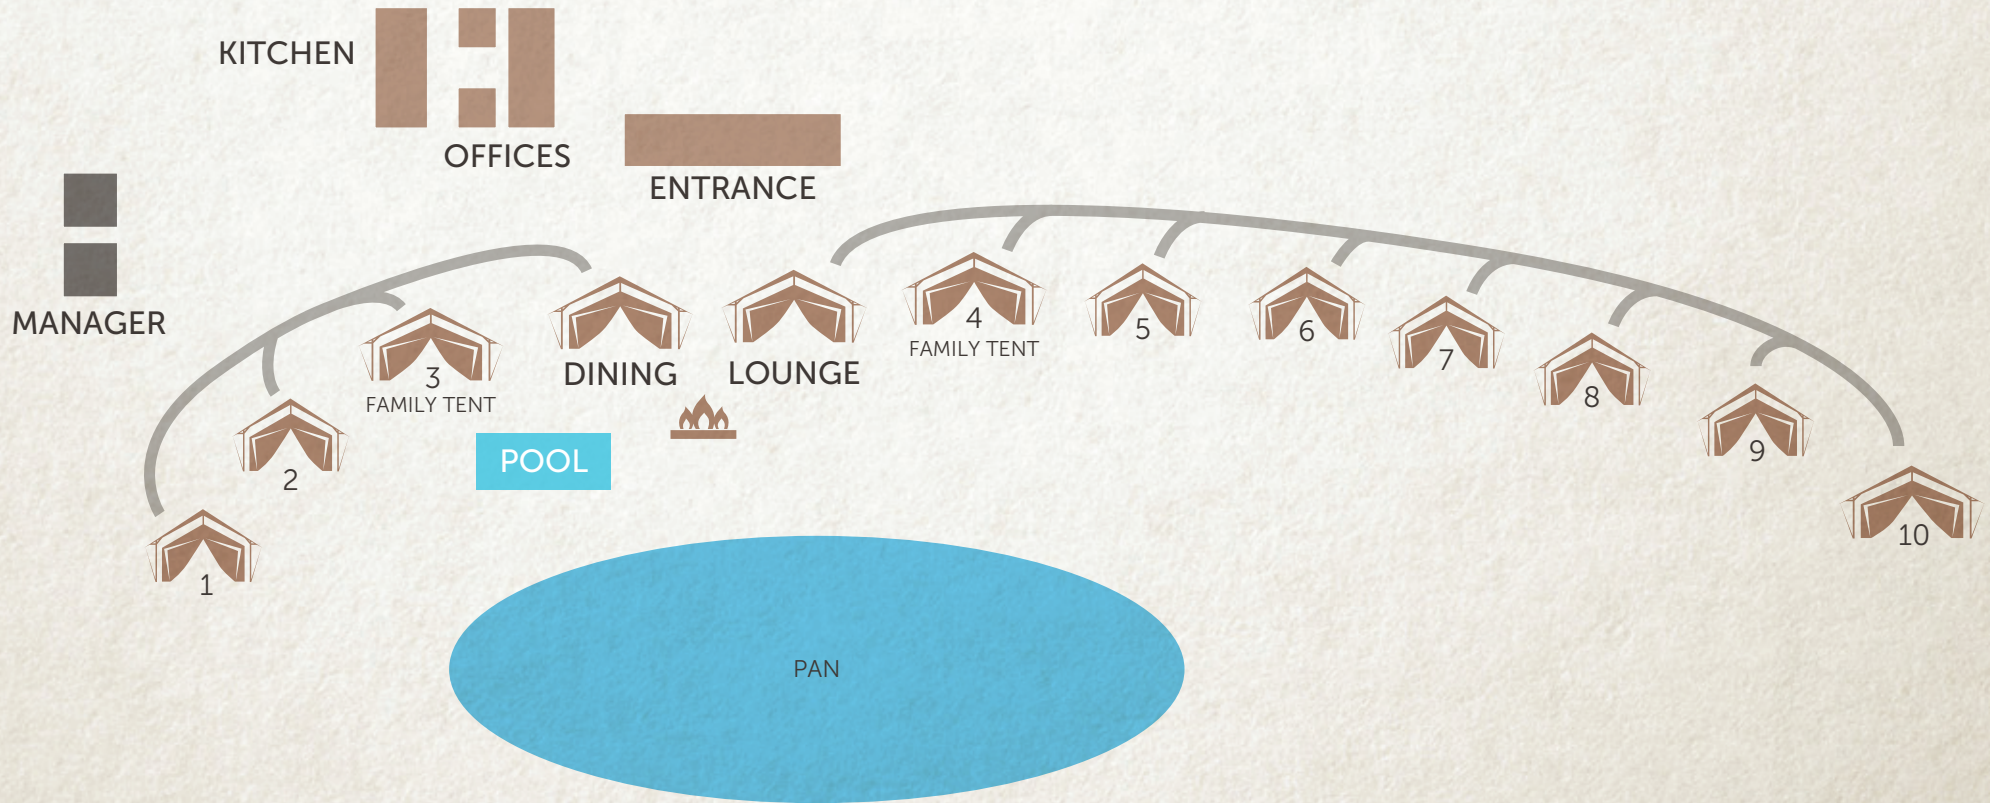 KITCHEN
OFFICES
ENTRANCE
MANAGER
DINING
LOUNGE
POOL
PAN
1
2
3
FAMILY TENT
4
FAMILY TENT
5
6
7
8
9
10